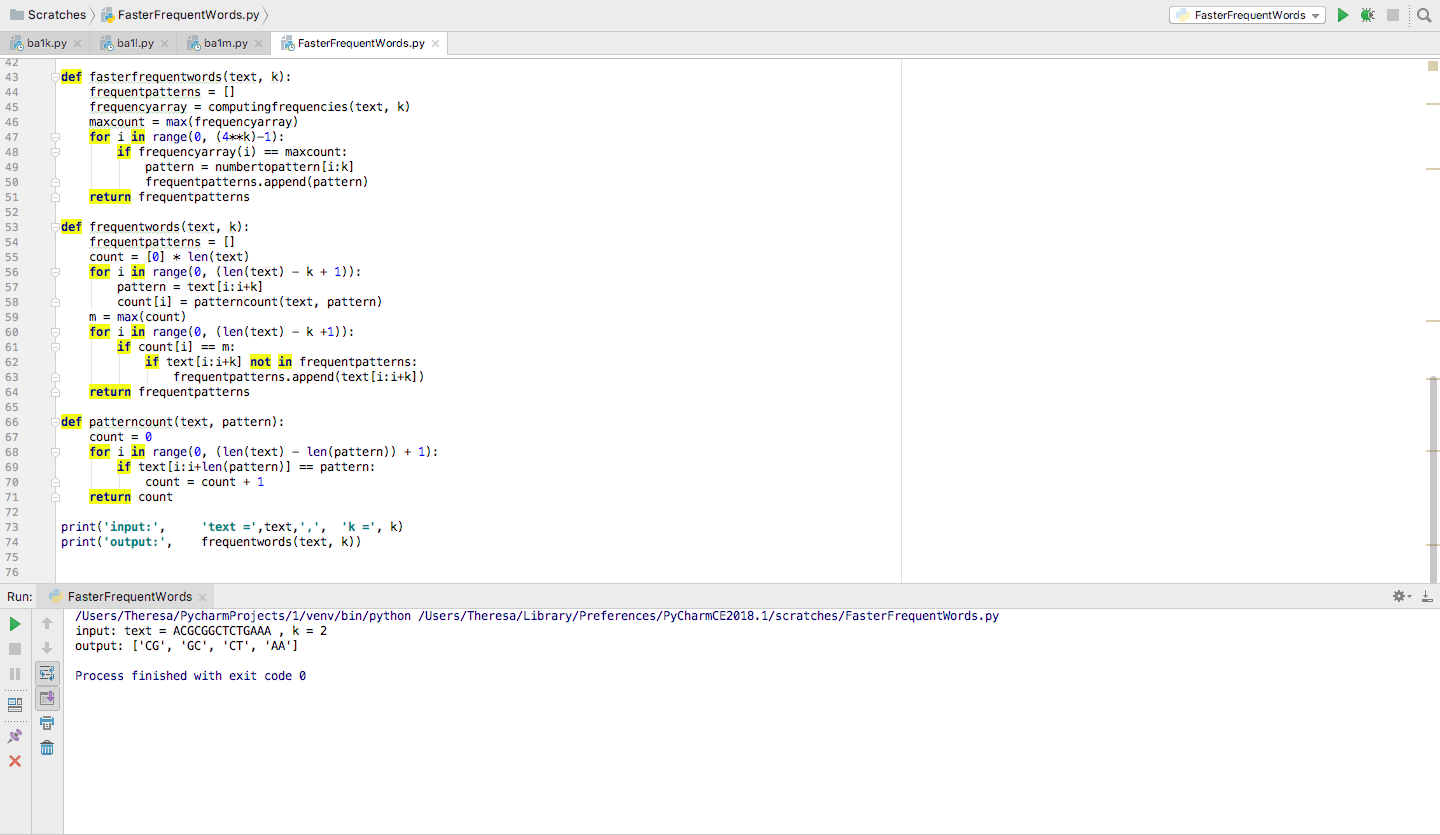 Scratches FasterFrequentWords.py FasterFrequentWords
ba1k.py ba1l.py ba1m.py FasterFrequentWords.py
42
43 def fasterfrequentwords(text, k):
44     frequentpatterns = []
45     frequencyarray = computingfrequencies(text, k)
46     maxcount = max(frequencyarray)
47     for i in range(0, (4**k)-1):
48         if frequencyarray(i) == maxcount:
49             pattern = numbertopattern[i:k]
50             frequentpatterns.append(pattern)
51     return frequentpatterns
52
53 def frequentwords(text, k):
54     frequentpatterns = []
55     count = [0] * len(text)
56     for i in range(0, (len(text) - k + 1)):
57         pattern = text[i:i+k]
58         count[i] = patterncount(text, pattern)
59     m = max(count)
60     for i in range(0, (len(text) - k +1)):
61         if count[i] == m:
62             if text[i:i+k] not in frequentpatterns:
63                 frequentpatterns.append(text[i:i+k])
64     return frequentpatterns
65
66 def patterncount(text, pattern):
67     count = 0
68     for i in range(0, (len(text) - len(pattern)) + 1):
69         if text[i:i+len(pattern)] == pattern:
70             count = count + 1
71     return count
72
73 print('input:',     'text =',text,',',  'k =', k)
74 print('output:',    frequentwords(text, k))
75
76
Run: FasterFrequentWords
/Users/Theresa/PycharmProjects/1/venv/bin/python /Users/Theresa/Library/Preferences/PyCharmCE2018.1/scratches/FasterFrequentWords.py
input: text = ACGCGGCTCTGAAA , k = 2
output: ['CG', 'GC', 'CT', 'AA']
Process finished with exit code 0